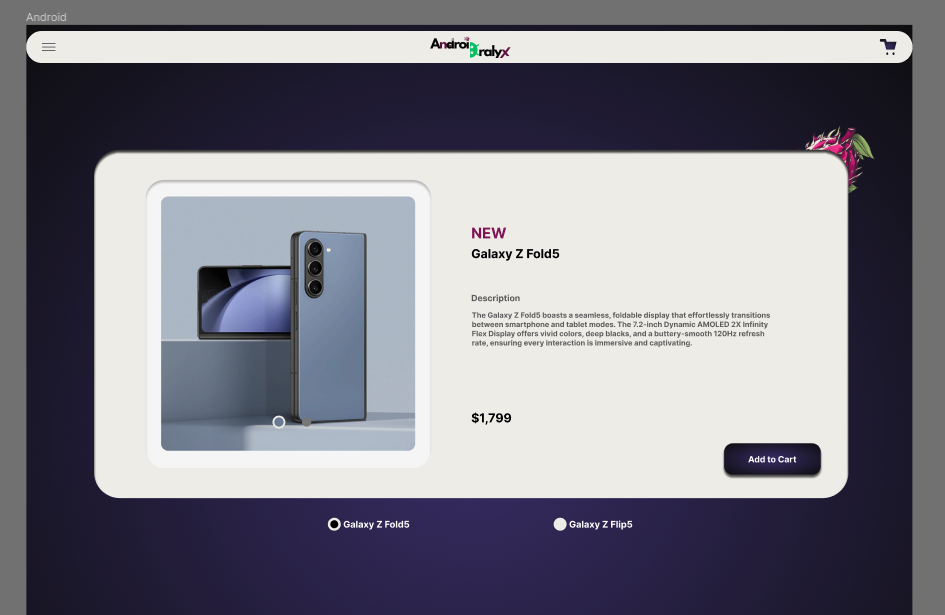 Android
AndroiDralyx
NEW
Galaxy Z Fold5
Description
The Galaxy Z Fold5 boasts a seamless, foldable display that effortlessly transitions
between smartphone and tablet modes. The 7.2-inch Dynamic AMOLED 2X Infinity
Flex Display offers vivid colors, deep blacks, and a buttery-smooth 120Hz refresh
rate, ensuring every interaction is immersive and captivating.
$1,799
Add to Cart
Galaxy Z Fold5
Galaxy Z Flip5